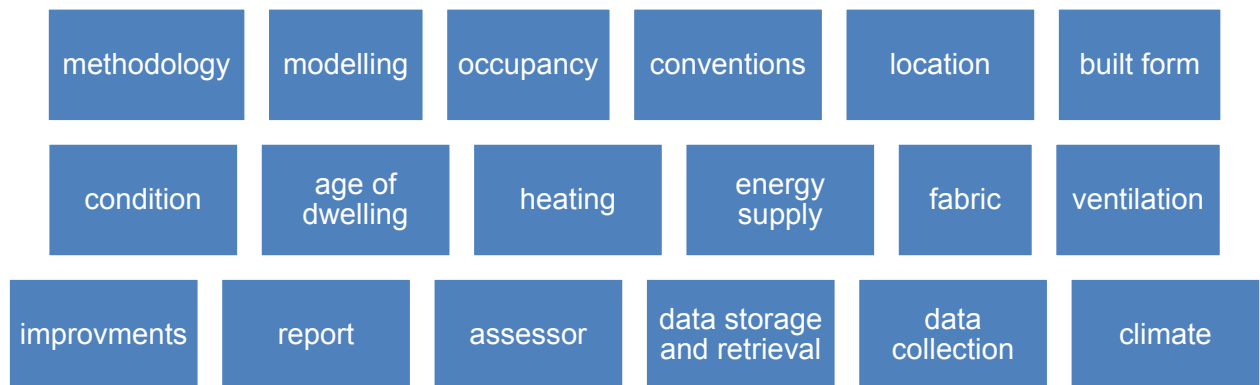 methodology
modelling
occupancy
conventions
location
built form
condition
age of
dwelling
heating
energy
supply
fabric
ventilation
improvments
report
assessor
data storage
and retrieval
data
collection
climate